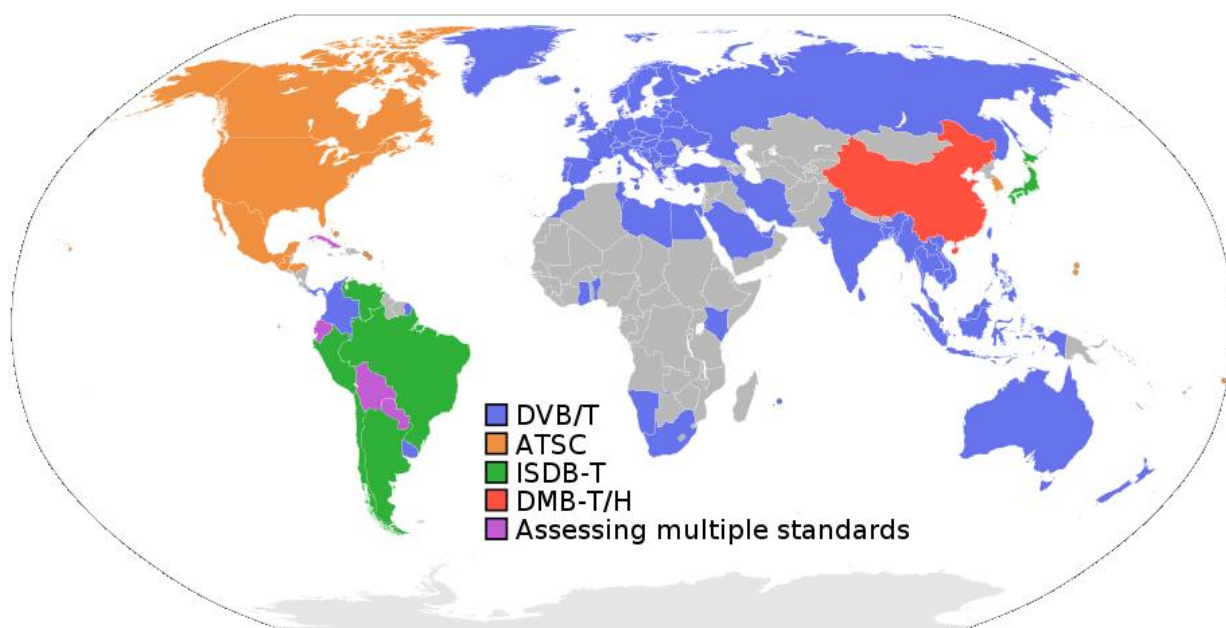 DVB/T
ATSC
ISDB-T
DMB-T/H
Assessing multiple standards